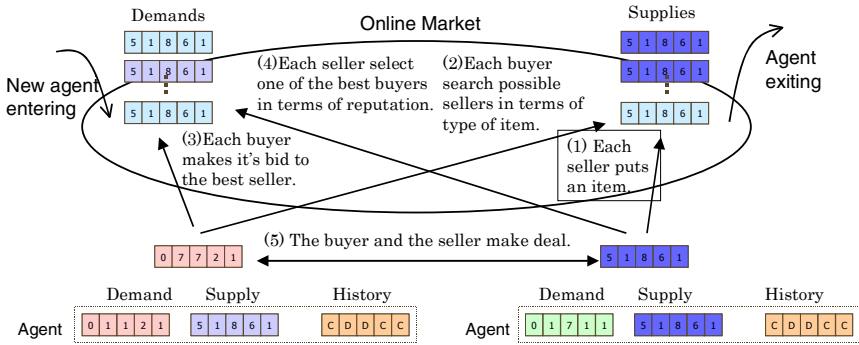 Demands
Online Market
Supplies
5 1 8 6 1
5 1 8 6 1
5 1 8 6 1
5 1 8 6 1
5 1 8 6 1
5 1 8 6 1
New agent
entering
Agent
exiting
(4)Each seller select
one of the best buyers
in terms of reputation.
(2)Each buyer
search possible
sellers in terms of
type of item.
(3)Each buyer
makes it's bid to
the best seller.
(1) Each
seller puts
an item.
(5) The buyer and the seller make deal.
0 7 7 2 1
5 1 8 6 1
Demand Supply History
Agent
0 1 1 2 1
5 1 8 6 1
C D D C C
Demand Supply History
Agent
0 1 7 1 1
5 1 8 6 1
C D D C C